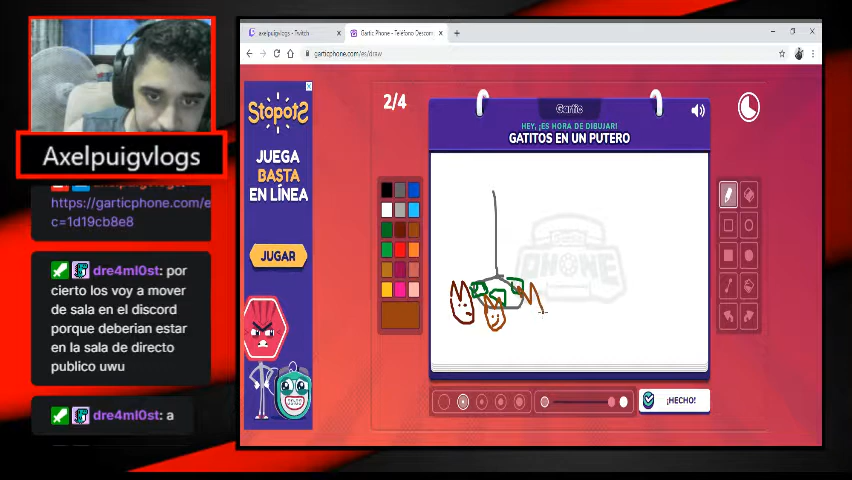 Axelpuigvlogs
https://garticphone.com/e
c=1d19cb8e8
dre4ml0st: por
cierto los voy a mover
de sala en el discord
porque deberian estar
en la sala de directo
publico uwu
dre4ml0st: a
axelpuigvlogs - Twitch
Gartic Phone - Teléfono Descom
garticphone.com/es/draw
StopotS
JUEGA
BASTA
EN LÍNEA
JUGAR
2/4
Gartic
HEY, ¡ES HORA DE DIBUJAR!
GATITOS EN UN PUTERO
Gartic
PHONE
¡HECHO!